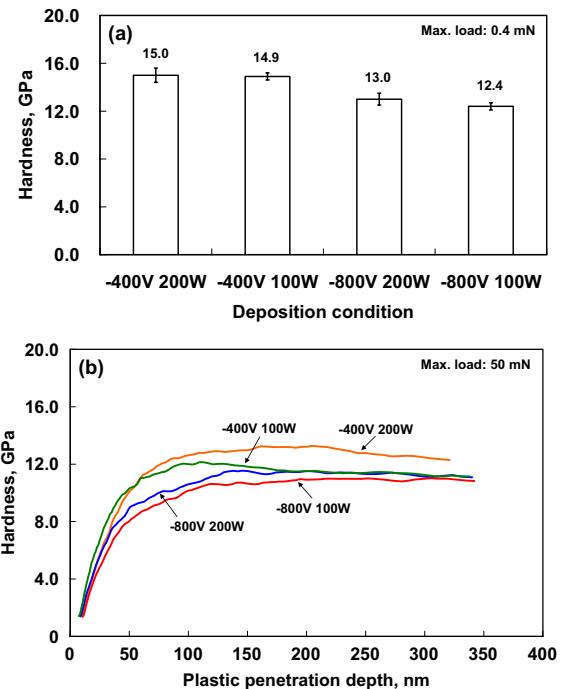 (a)
Max. load: 0.4 mN
Hardness, GPa
20.0
16.0
12.0
8.0
4.0
0.0
15.0
14.9
13.0
12.4
-400V 200W
-400V 100W
-800V 200W
-800V 100W
Deposition condition
(b)
Max. load: 50 mN
Hardness, GPa
20.0
16.0
12.0
8.0
4.0
0
-400V 100W
-400V 200W
-800V 200W
-800V 100W
0
50
100
150
200
250
300
350
400
Plastic penetration depth, nm